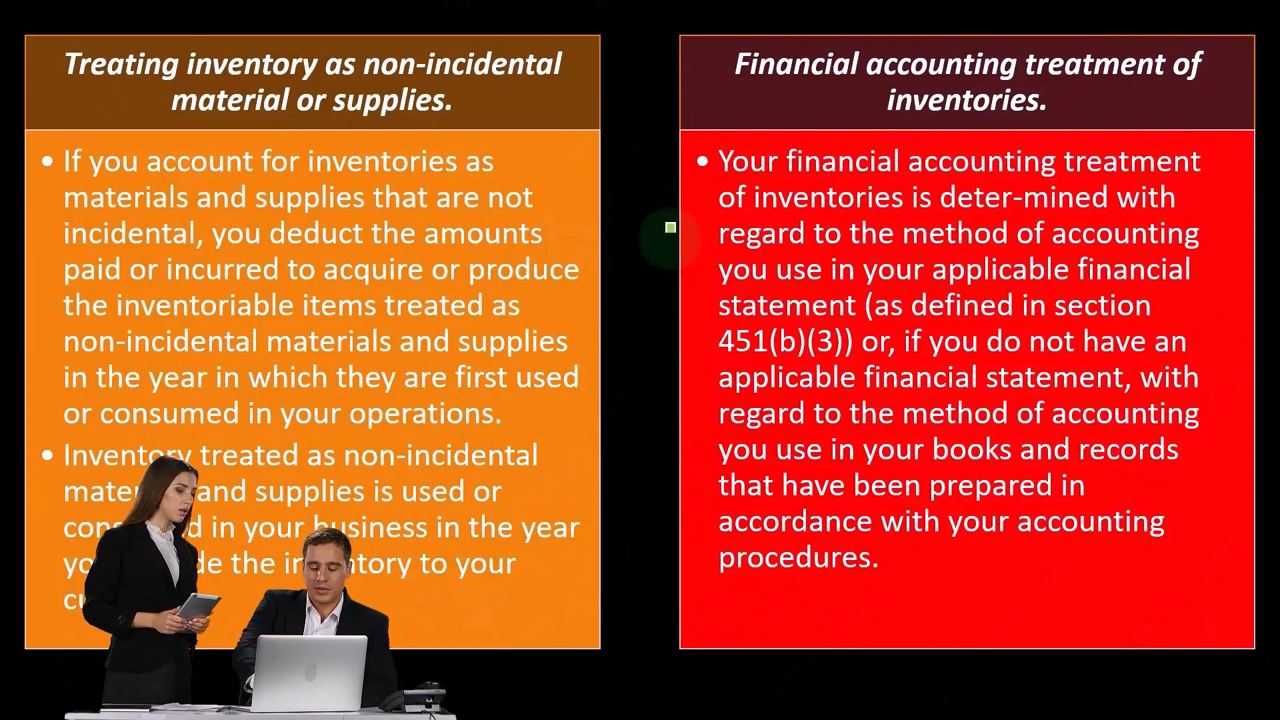 Treating inventory as non-incidental
material or supplies.
• If you account for inventories as
materials and supplies that are not
incidental, you deduct the amounts
paid or incurred to acquire or produce
the inventoriable items treated as
non-incidental materials and supplies
in the year in which they are first used
or consumed in your operations.
• Inventory treated as non-incidental
and supplies is used or
in your business in the year
the inventory to your
Financial accounting treatment of
inventories.
• Your financial accounting treatment
of inventories is deter-mined with
regard to the method of accounting
you use in your applicable financial
statement (as defined in section
451(b)(3)) or, if you do not have an
applicable financial statement, with
regard to the method of accounting
you use in your books and records
that have been prepared in
accordance with your accounting
procedures.